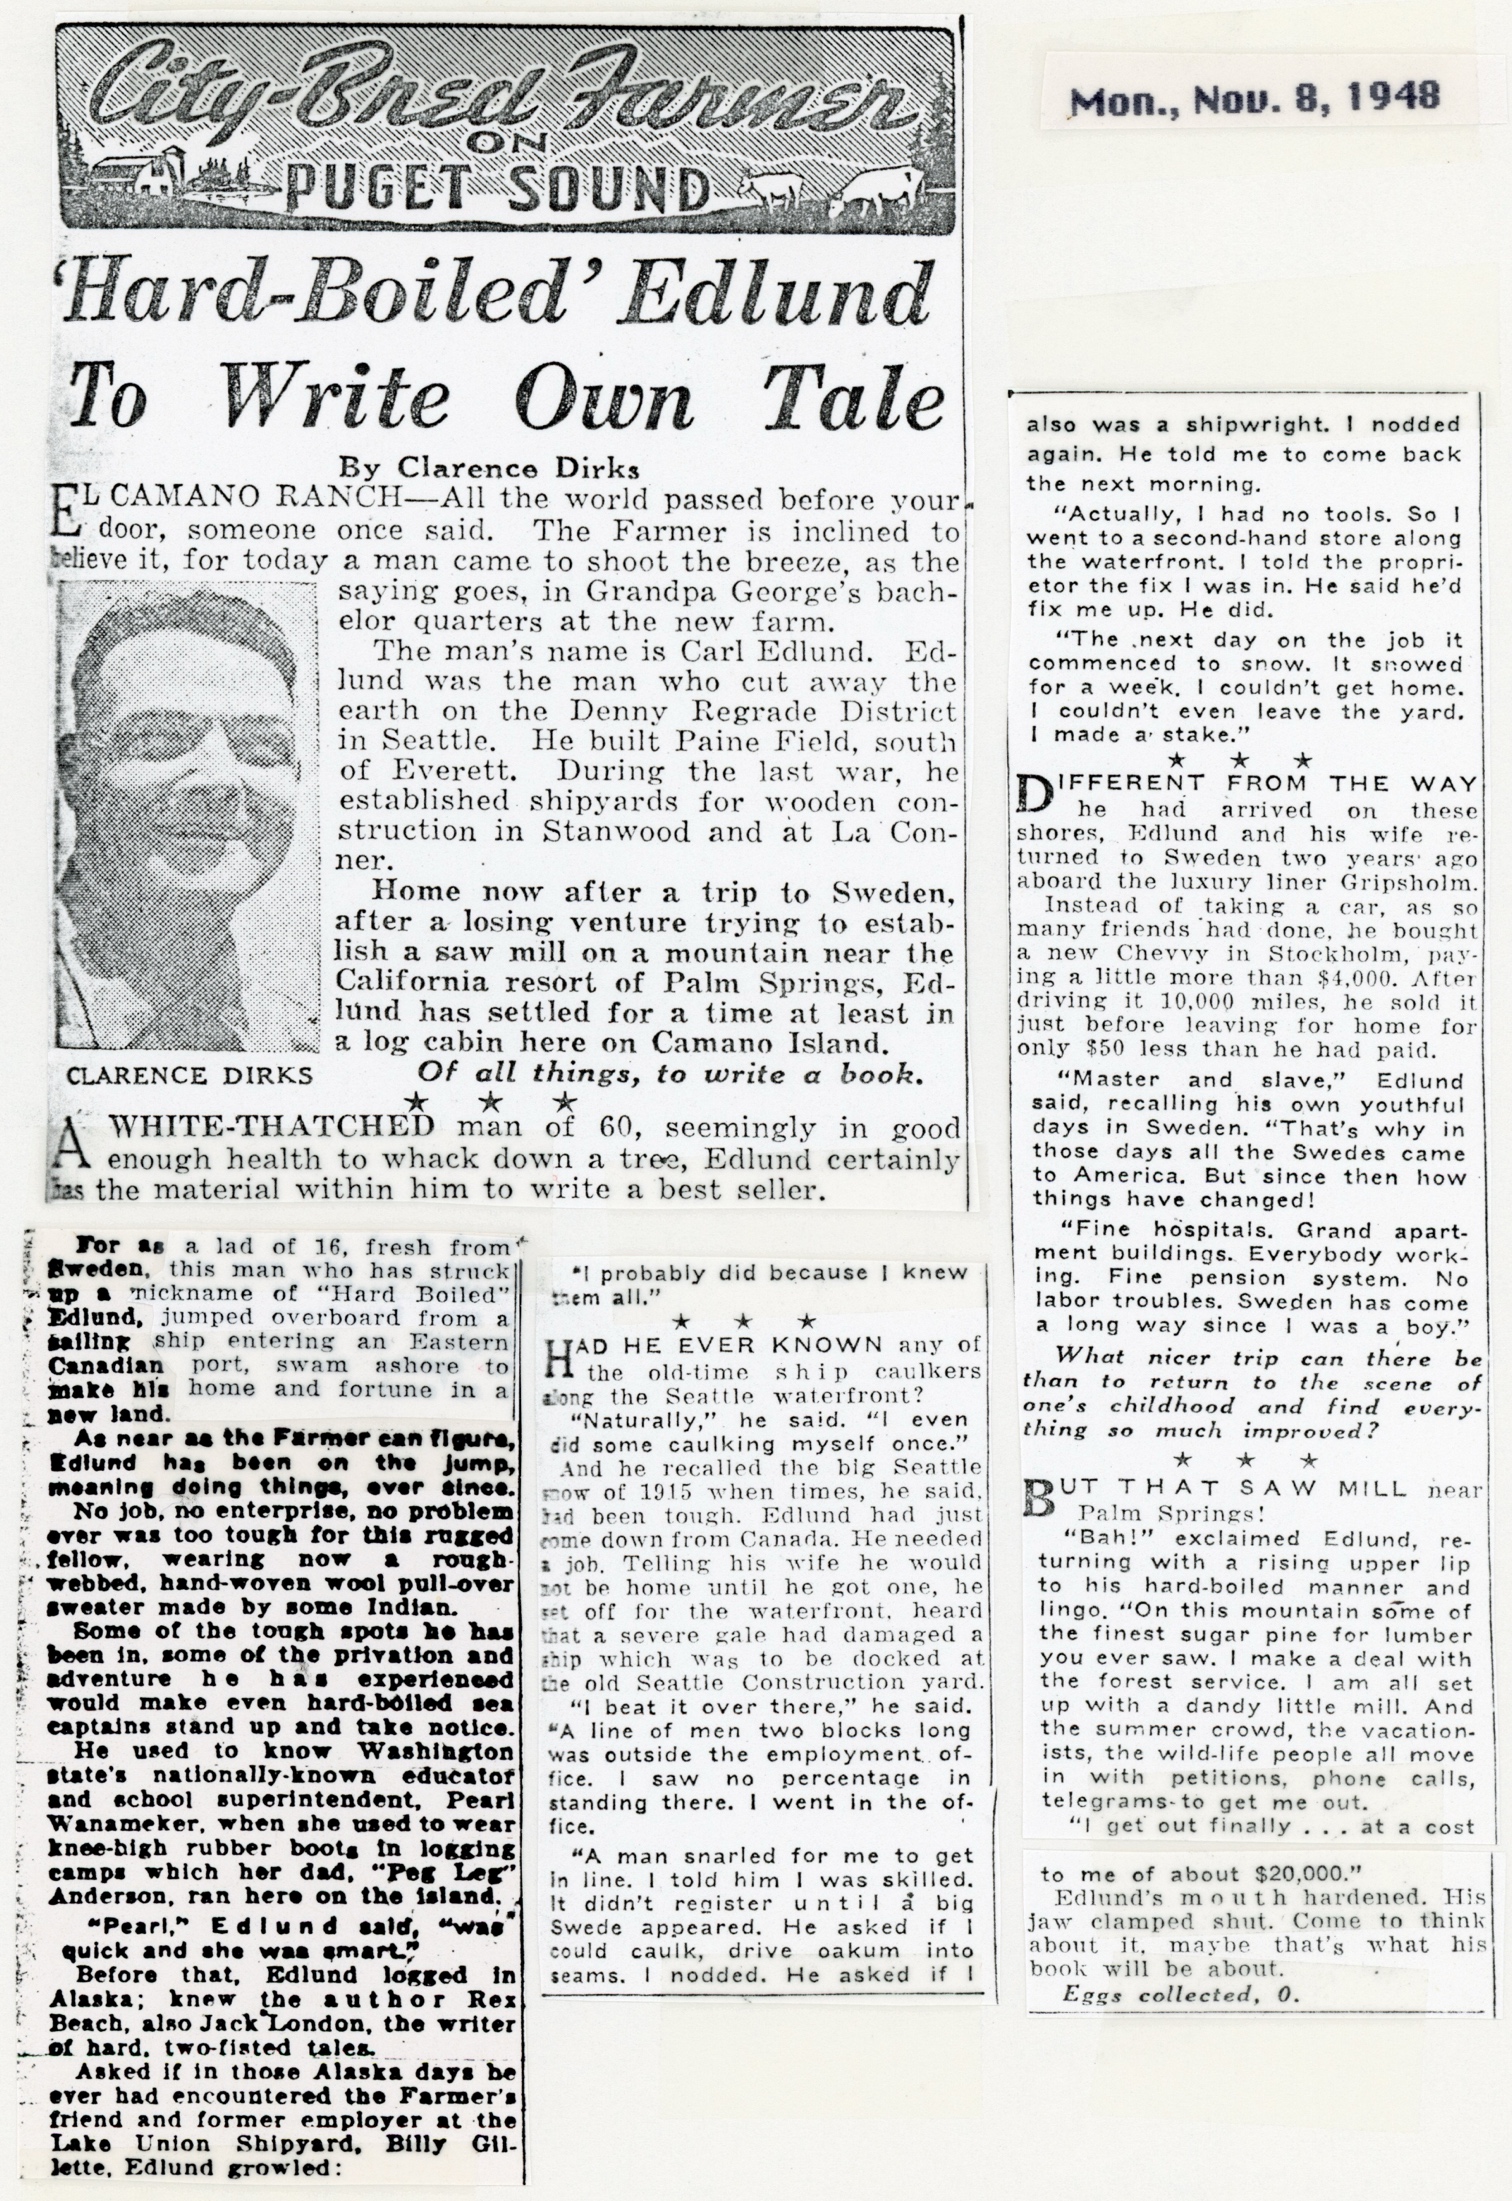 City-Bred Farmer
ON
PUGET SOUND
Mon., Nov. 8, 1948
‘Hard-Boiled’ Edlund
To Write Own Tale
By Clarence Dirks
EL CAMANO RANCH—All the world passed before your
door, someone once said. The Farmer is inclined to
believe it, for today a man came to shoot the breeze, as the
saying goes, in Grandpa George's bach-
elor quarters at the new farm.
The man's name is Carl Edlund. Ed-
lund was the man who cut away the
earth on the Denny Regrade District
in Seattle. He built Paine Field, south
of Everett. During the last war, he
established shipyards for wooden con-
struction in Stanwood and at La Con-
ner.
Home now after a trip to Sweden,
after a losing venture trying to estab-
lish a saw mill on a mountain near the
California resort of Palm Springs, Ed-
lund has settled for a time at least in
a log cabin here on Camano Island.
Of all things, to write a book.
CLARENCE DIRKS
★ ★ ★
A WHITE-THATCHED man of 60, seemingly in good
enough health to whack down a tree, Edlund certainly
has the material within him to write a best seller.
For as a lad of 16, fresh from
Sweden, this man who has struck
up a nickname of "Hard Boiled"
Edlund, jumped overboard from a
sailing ship entering an Eastern
Canadian port, swam ashore to
make his home and fortune in a
new land.
As near as the Farmer can figure,
Edlund has been on the jump,
meaning doing things, ever since.
No job, no enterprise, no problem
ever was too tough for this rugged
fellow, wearing now a rough-
webbed, hand-woven wool pull-over
sweater made by some Indian.
Some of the tough spots he has
been in, some of the privation and
adventure he has experienced
would make even hard-boiled sea
captains stand up and take notice.
He used to know Washington
state's nationally-known educator
and school superintendent, Pearl
Wanameker, when she used to wear
knee-high rubber boots in logging
camps which her dad, "Peg Leg"
Anderson, ran here on the island.
"Pearl," Edlund said, "was
quick and she was smart."
Before that, Edlund logged in
Alaska; knew the author Rex
Beach, also Jack London, the writer
of hard, two-fisted tales.
Asked if in those Alaska days he
ever had encountered the Farmer's
friend and former employer at the
Lake Union Shipyard, Billy Gil-
lette, Edlund growled:
"I probably did because I knew
them all."
★ ★ ★
HAD HE EVER KNOWN any of
the old-time ship caulkers
along the Seattle waterfront?
"Naturally," he said. "I even
did some caulking myself once."
And he recalled the big Seattle
snow of 1915 when times, he said,
had been tough. Edlund had just
come down from Canada. He needed
a job. Telling his wife he would
not be home until he got one, he
set off for the waterfront, heard
that a severe gale had damaged a
ship which was to be docked at
the old Seattle Construction yard.
"I beat it over there," he said.
"A line of men two blocks long
was outside the employment of-
fice. I saw no percentage in
standing there. I went in the of-
fice.
"A man snarled for me to get
in line. I told him I was skilled.
It didn't register until a big
Swede appeared. He asked if I
could caulk, drive oakum into
seams. I nodded. He asked if I
also was a shipwright. I nodded
again. He told me to come back
the next morning.
"Actually, I had no tools. So I
went to a second-hand store along
the waterfront. I told the propri-
etor the fix I was in. He said he'd
fix me up. He did.
"The next day on the job it
commenced to snow. It snowed
for a week. I couldn't get home.
I couldn't even leave the yard.
I made a stake."
★ ★ ★
DIFFERENT FROM THE WAY
he had arrived on these
shores, Edlund and his wife re-
turned to Sweden two years ago
aboard the luxury liner Gripsholm.
Instead of taking a car, as so
many friends had done, he bought
a new Chevvy in Stockholm, pay-
ing a little more than $4,000. After
driving it 10,000 miles, he sold it
just before leaving for home for
only $50 less than he had paid.
"Master and slave," Edlund
said, recalling his own youthful
days in Sweden. "That's why in
those days all the Swedes came
to America. But since then how
things have changed!
"Fine hospitals. Grand apart-
ment buildings. Everybody work-
ing. Fine pension system. No
labor troubles. Sweden has come
a long way since I was a boy."
What nicer trip can there be
than to return to the scene of
one's childhood and find every-
thing so much improved?
★ ★ ★
BUT THAT SAW MILL near
Palm Springs!
"Bah!" exclaimed Edlund, re-
turning with a rising upper lip
to his hard-boiled manner and
lingo. "On this mountain some of
the finest sugar pine for lumber
you ever saw. I make a deal with
the forest service. I am all set
up with a dandy little mill. And
the summer crowd, the vacation-
ists, the wild-life people all move
in with petitions, phone calls,
telegrams to get me out.
"I get out finally . . . at a cost
to me of about $20,000."
Edlund's mouth hardened. His
jaw clamped shut. Come to think
about it, maybe that's what his
book will be about.
Eggs collected, 0.